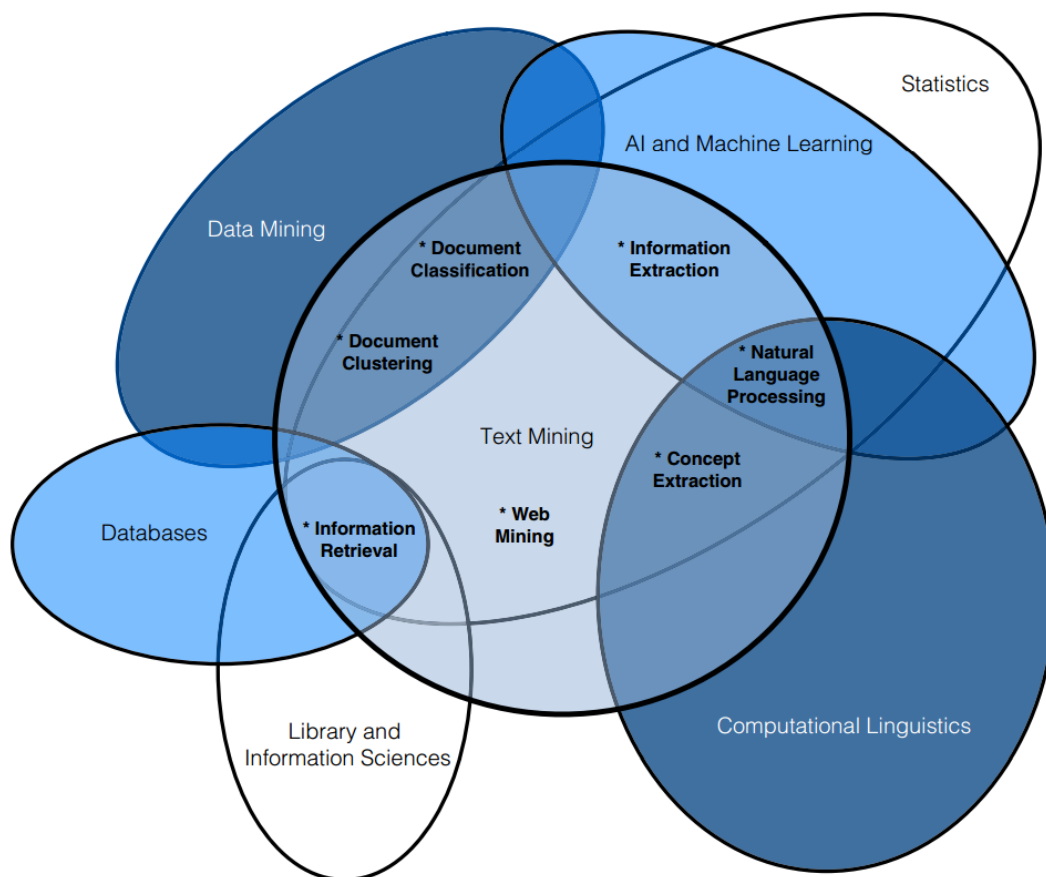 Statistics
AI and Machine Learning
Data Mining
* Document
Classification
* Information
Extraction
* Document
Clustering
* Natural
Language
Processing
Text Mining
* Concept
Extraction
* Web
Mining
Databases
* Information
Retrieval
Library and
Information Sciences
Computational Linguistics